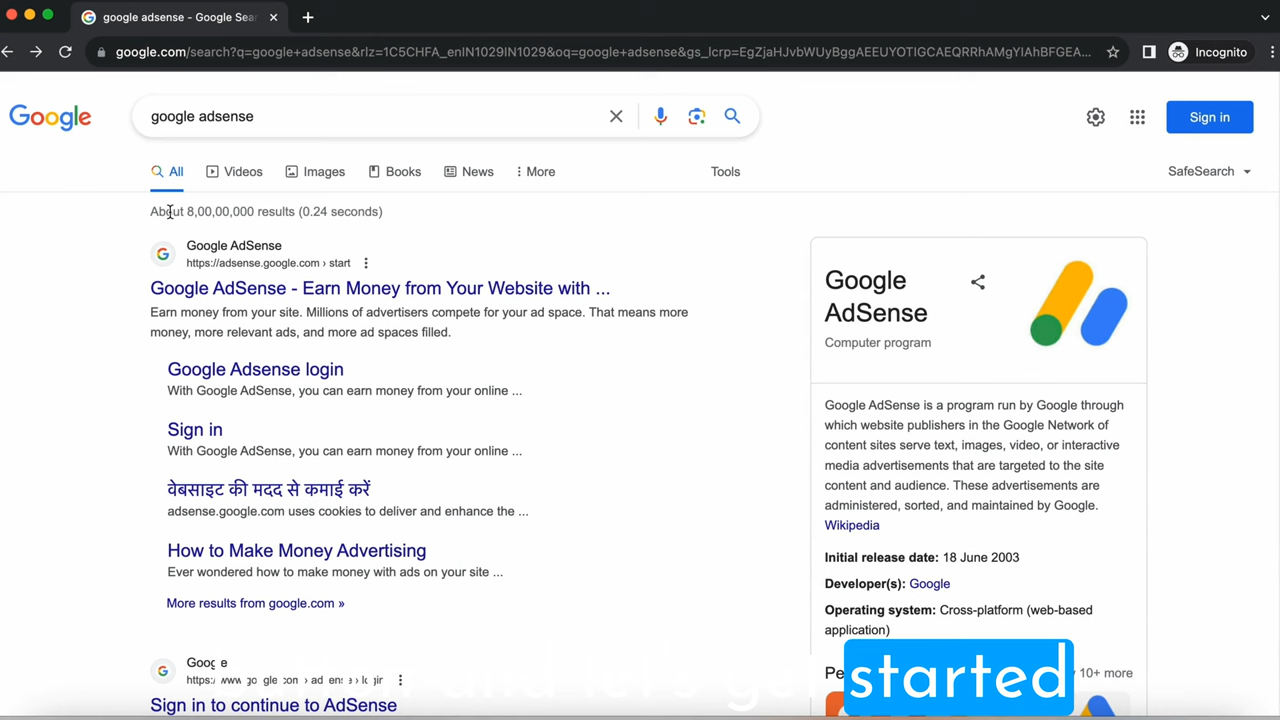 google adsense - Google Sea
google.com/search?q=google+adsense&rlz=1C5CHFA_enIN1029IN1029&oq=google+adsense&gs_lcrp=EgZjaHJvbWUyBggAEEUYOTIGCAEQRRhAMgYIAhBFGEA...
Incognito
Google
google adsense
Sign in
All
Videos
Images
Books
News
More
Tools
SafeSearch
About 8,00,00,000 results (0.24 seconds)
Google AdSense
https://adsense.google.com › start
Google AdSense - Earn Money from Your Website with ...
Earn money from your site. Millions of advertisers compete for your ad space. That means more
money, more relevant ads, and more ad spaces filled.
Google Adsense login
With Google AdSense, you can earn money from your online ...
Sign in
With Google AdSense, you can earn money from your online ...
वेबसाइट की मदद से कमाई करें
adsense.google.com uses cookies to deliver and enhance the ...
How to Make Money Advertising
Ever wondered how to make money with ads on your site ...
More results from google.com »
Google
Sign in to continue to AdSense
Google
AdSense
Computer program
Google AdSense is a program run by Google through
which website publishers in the Google Network of
content sites serve text, images, video, or interactive
media advertisements that are targeted to the site
content and audience. These advertisements are
administered, sorted, and maintained by Google.
Wikipedia
Initial release date: 18 June 2003
Developer(s): Google
Operating system: Cross-platform (web-based
application)
10+ more
and let's get started